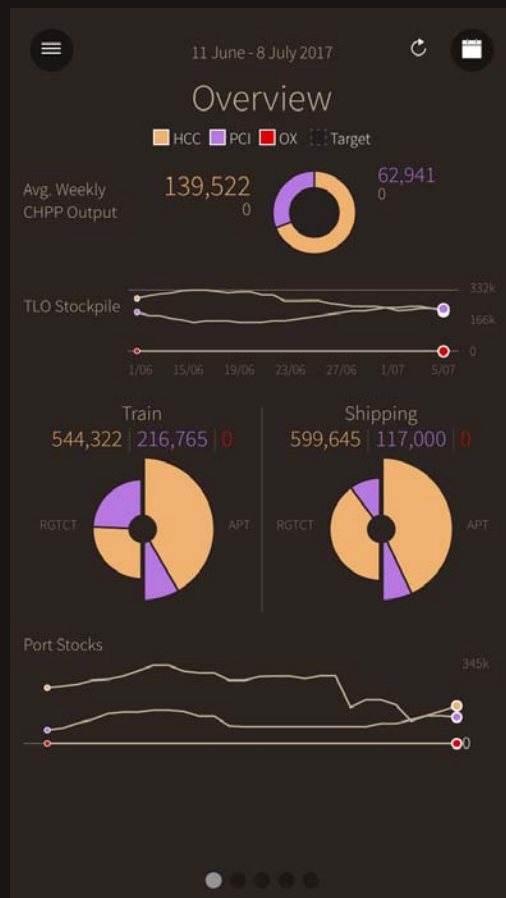 11 June - 8 July 2017
Overview
HCC PCI OX Target
Avg. Weekly
CHPP Output
139,522
0
62,941
0
TLO Stockpile
332k
166k
0
1/06 15/06 19/06 23/06 27/06 1/07 5/07
Train
544,322 | 216,765 | 0
RGTCT APT
Shipping
599,645 | 117,000 | 0
RGTCT APT
Port Stocks
345k
0